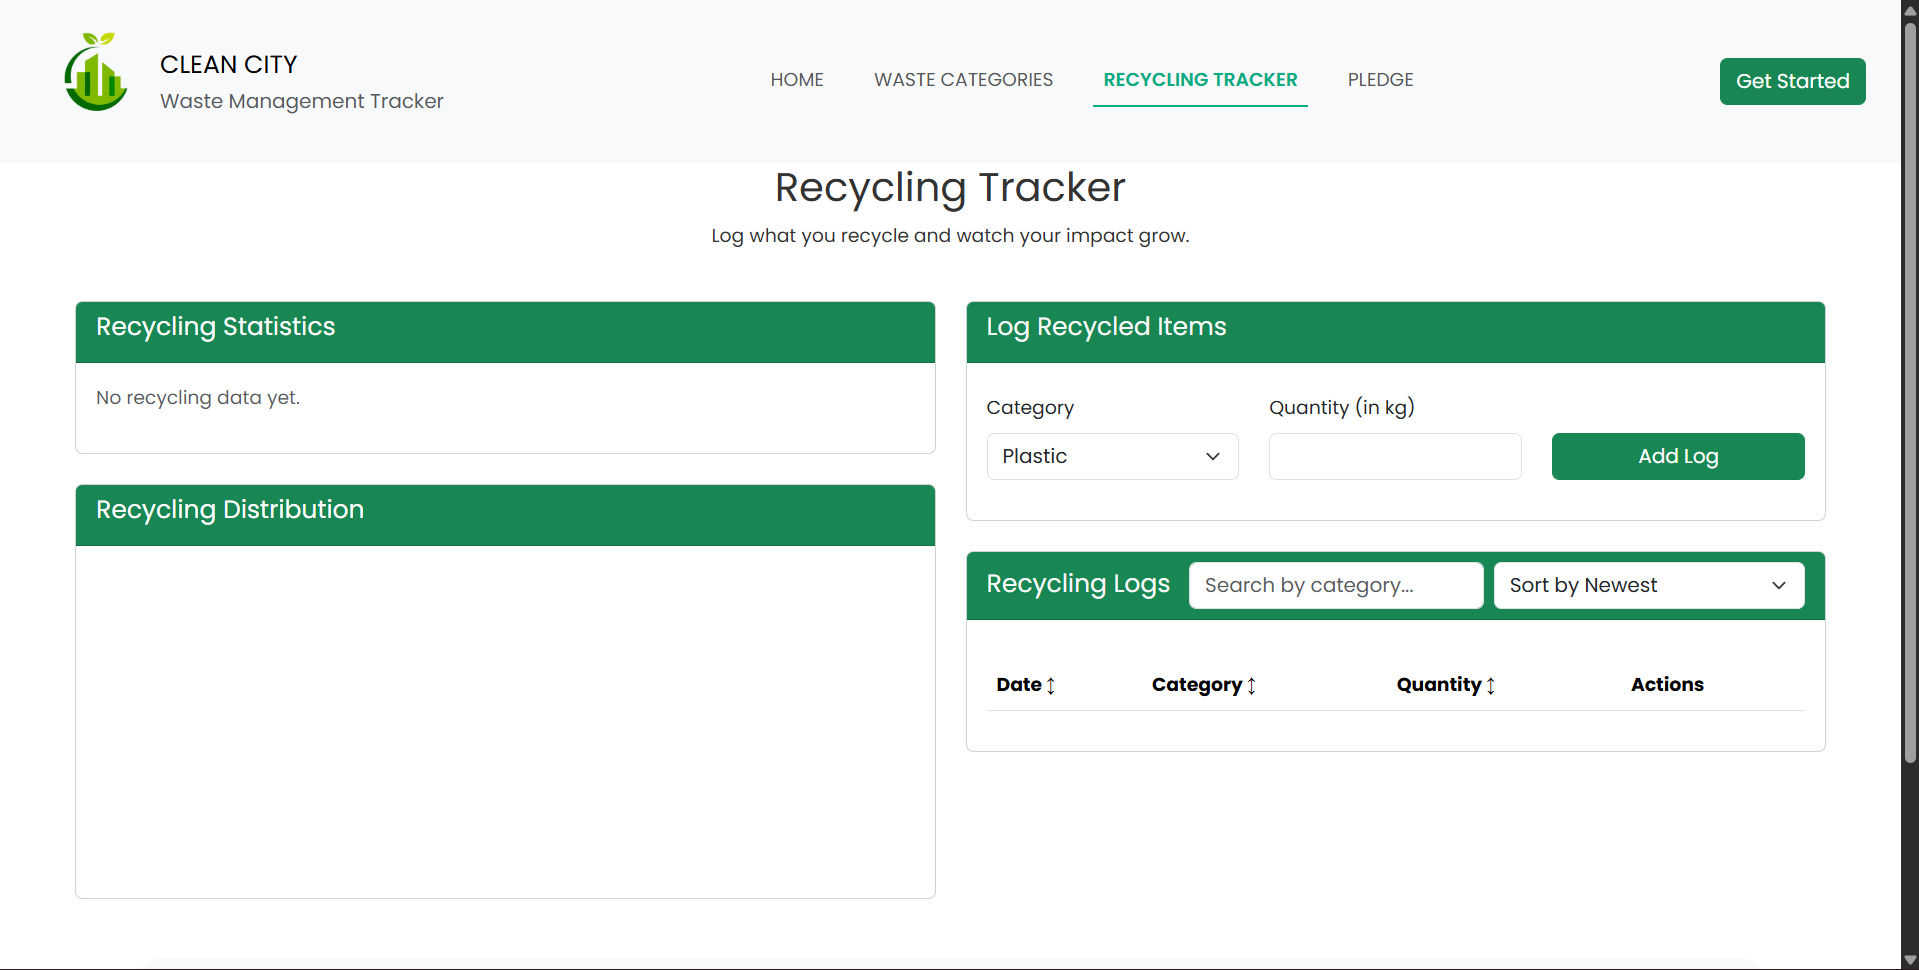 CLEAN CITY
Waste Management Tracker
HOME
WASTE CATEGORIES
RECYCLING TRACKER
PLEDGE
Get Started
Recycling Tracker
Log what you recycle and watch your impact grow.
Recycling Statistics
No recycling data yet.
Recycling Distribution
Log Recycled Items
Category
Quantity (in kg)
Plastic
Add Log
Recycling Logs
Search by category...
Sort by Newest
Date ↕ Category ↕ Quantity ↕ Actions